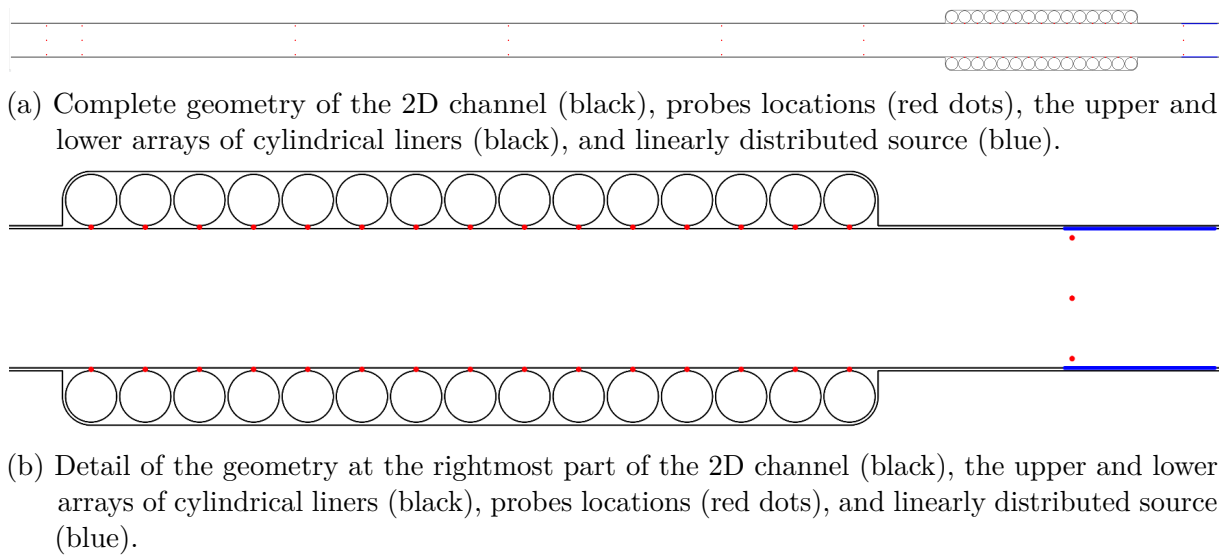 (a) Complete geometry of the 2D channel (black), probes locations (red dots), the upper and
lower arrays of cylindrical liners (black), and linearly distributed source (blue).
(b) Detail of the geometry at the rightmost part of the 2D channel (black), the upper and lower
arrays of cylindrical liners (black), probes locations (red dots), and linearly distributed source
(blue).